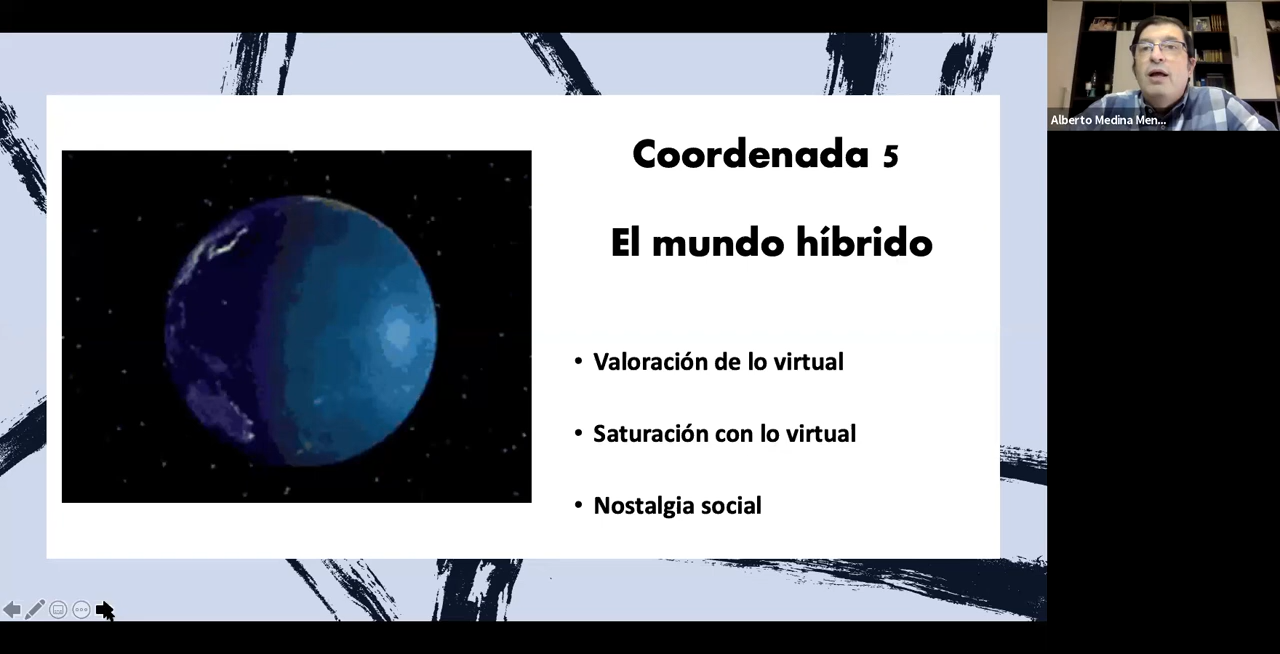 Coordenada 5
El mundo híbrido
• Valoración de lo virtual
• Saturación con lo virtual
• Nostalgia social
Alberto Medina Men...